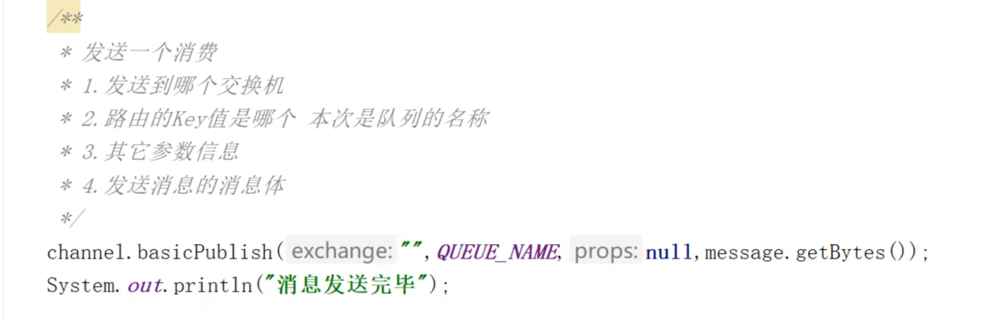 /**
* 发送一个消费
* 1.发送到哪个交换机
* 2.路由的Key值是哪个 本次是队列的名称
* 3.其它参数信息
* 4.发送消息的消息体
*/
channel.basicPublish( exchange: "",QUEUE_NAME, props: null,message.getBytes());
System.out.println("消息发送完毕");